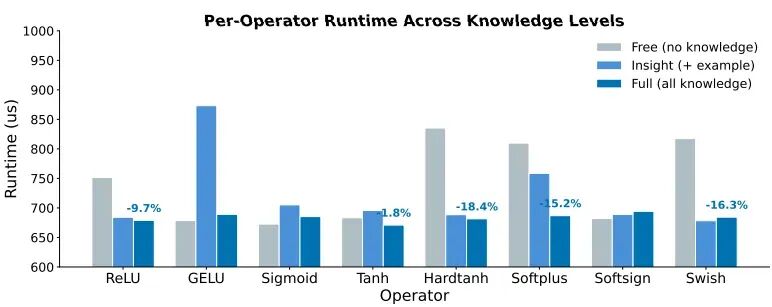 Per-Operator Runtime Across Knowledge Levels
1000
950
900
850
800
750
700
650
600
Runtime (us)
Free (no knowledge)
Insight (+ example)
Full (all knowledge)
-9.7%
-1.8%
-18.4%
-15.2%
-16.3%
ReLU GELU Sigmoid Tanh Hardtanh Softplus Softsign Swish
Operator